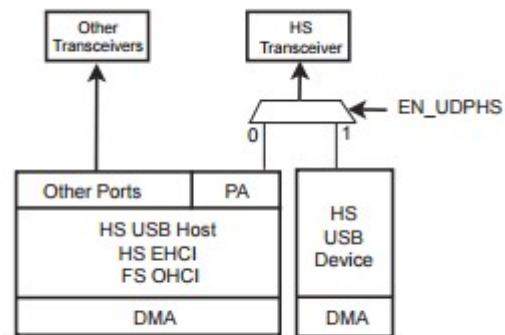 Other
Transceivers
HS
Transceiver
EN_UDPHS
0
1
Other Ports
PA
HS USB Host
HS EHCI
FS OHCI
DMA
HS
USB
Device
DMA